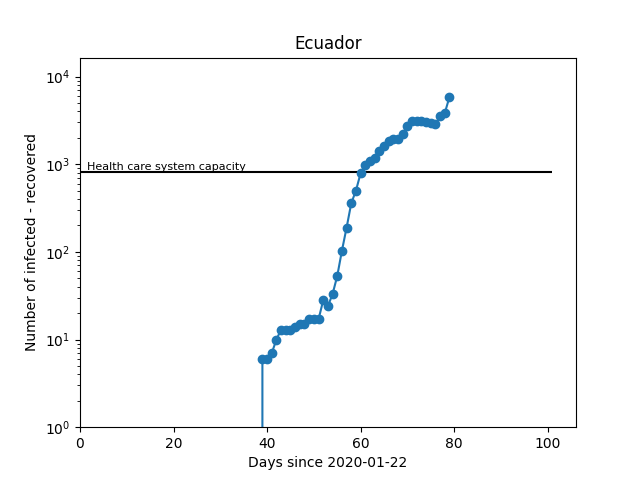 Ecuador
Number of infected - recovered
10^4
10^3
10^2
10^1
10^0
Health care system capacity
0 20 40 60 80 100
Days since 2020-01-22